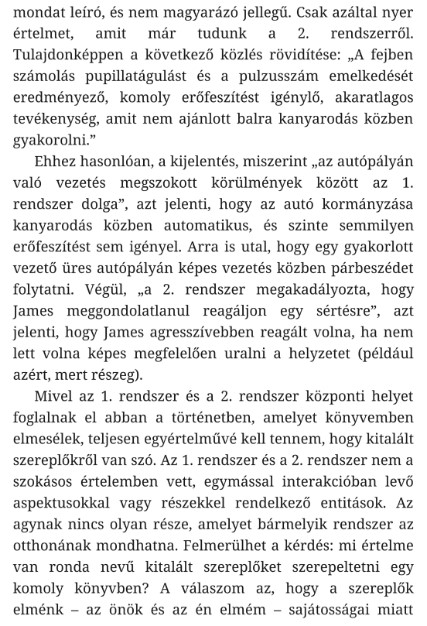 mondat leíró, és nem magyarázó jellegű. Csak azáltal nyer
értelmet, amit már tudunk a 2. rendszerről.
Tulajdonképpen a következő közlés rövidítése: „A fejben
számolás pupillatágulást és a pulzusszám emelkedését
eredményező, komoly erőfeszítést igénylő, akaratlagos
tevékenység, amit nem ajánlott balra kanyarodás közben
gyakorolni.”
Ehhez hasonlóan, a kijelentés, miszerint „az autópályán
való vezetés megszokott körülmények között az 1.
rendszer dolga”, azt jelenti, hogy az autó kormányzása
kanyarodás közben automatikus, és szinte semmilyen
erőfeszítést sem igényel. Arra is utal, hogy egy gyakorlott
vezető üres autópályán képes vezetés közben párbeszédet
folytatni. Végül, „a 2. rendszer megakadályozta, hogy
James meggondolatlanul reagáljon egy sértésre”, azt
jelenti, hogy James agresszívebben reagált volna, ha nem
lett volna képes megfelelően uralni a helyzetet (például
azért, mert részeg).
Mivel az 1. rendszer és a 2. rendszer központi helyet
foglalnak el abban a történetben, amelyet könyvemben
elmesélek, teljesen egyértelművé kell tennem, hogy kitalált
szereplőkről van szó. Az 1. rendszer és a 2. rendszer nem a
szokásos értelemben vett, egymással interakcióban levő
aspektusokkal vagy részekkel rendelkező entitások. Az
agynak nincs olyan része, amelyet bármelyik rendszer az
otthonának mondhatna. Felmerülhet a kérdés: mi értelme
van ronda nevű kitalált szereplőket szerepeltetni egy
komoly könyvben? A válaszom az, hogy a szereplők
elménk – az önök és az én elmém – sajátosságai miatt